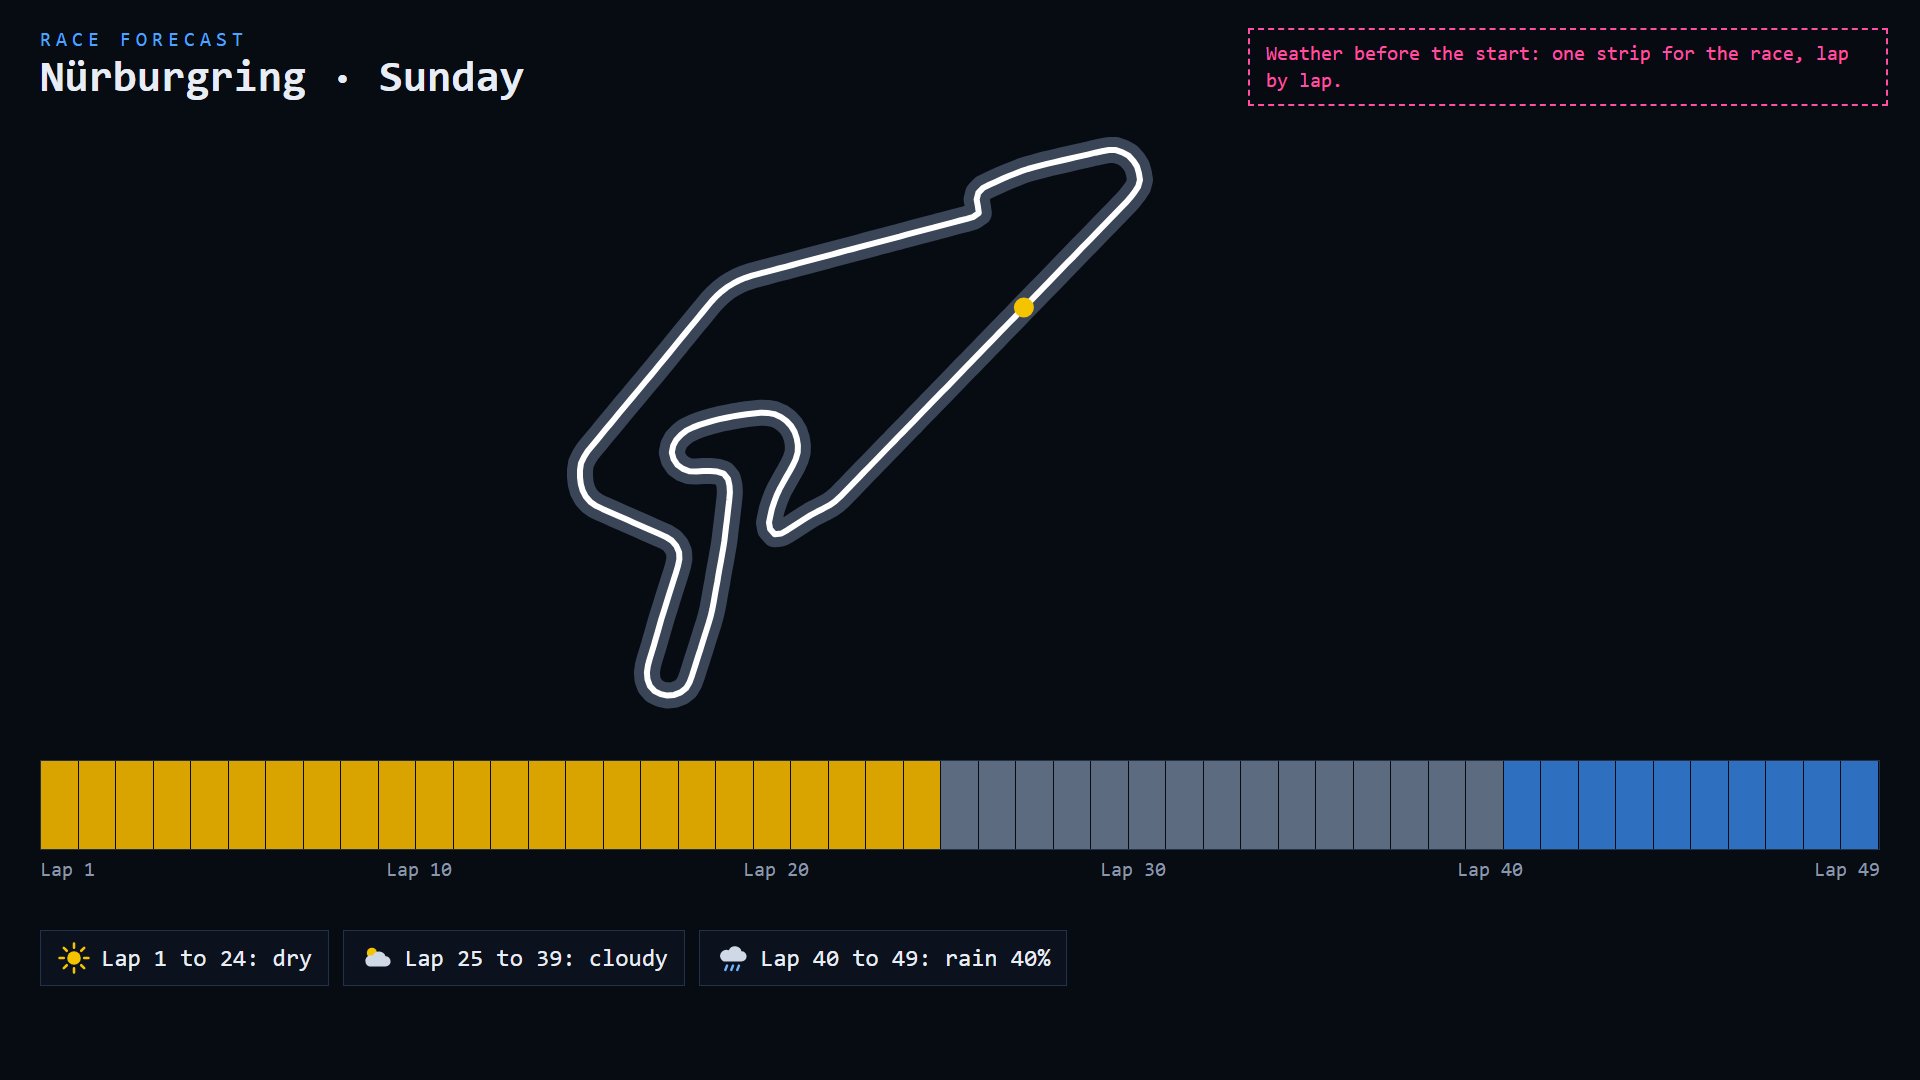 RACE FORECAST
Nürburgring · Sunday
Weather before the start: one strip for the race, lap
by lap.
Lap 1
Lap 10
Lap 20
Lap 30
Lap 40
Lap 49
Lap 1 to 24: dry
Lap 25 to 39: cloudy
Lap 40 to 49: rain 40%